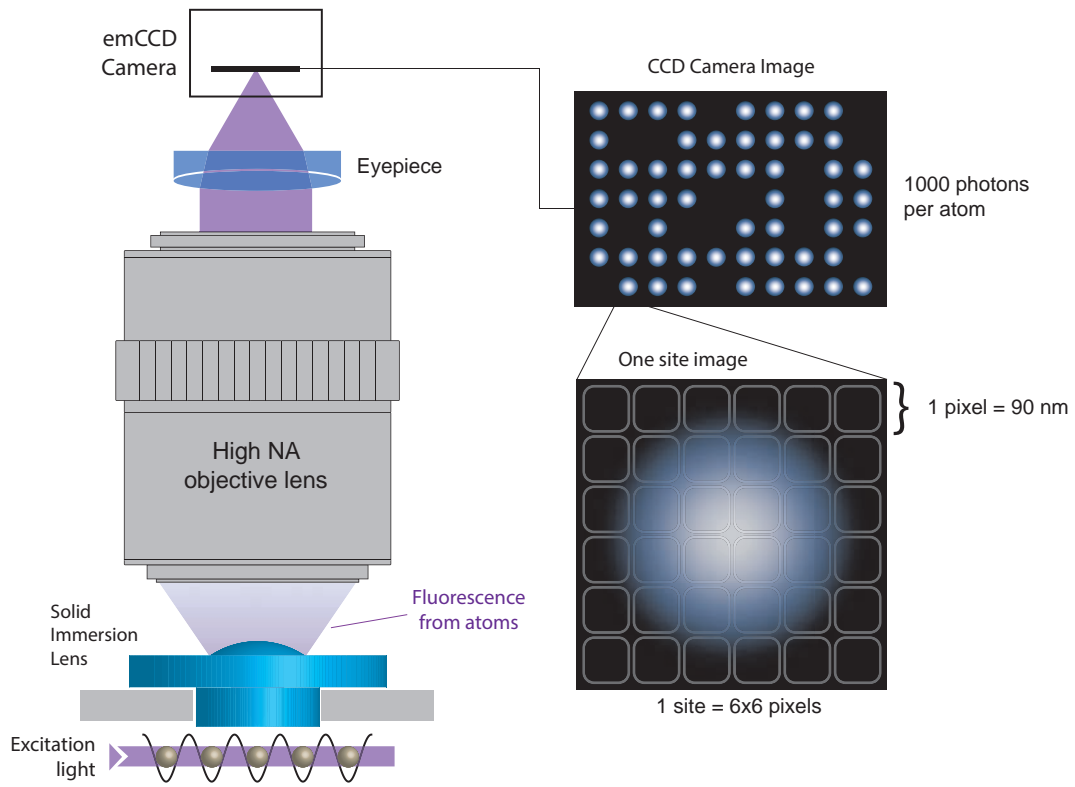 emCCD
Camera
Eyepiece
High NA
objective lens
Solid
Immersion
Lens
Fluorescence
from atoms
Excitation
light
CCD Camera Image
1000 photons
per atom
One site image
1 pixel = 90 nm
1 site = 6x6 pixels